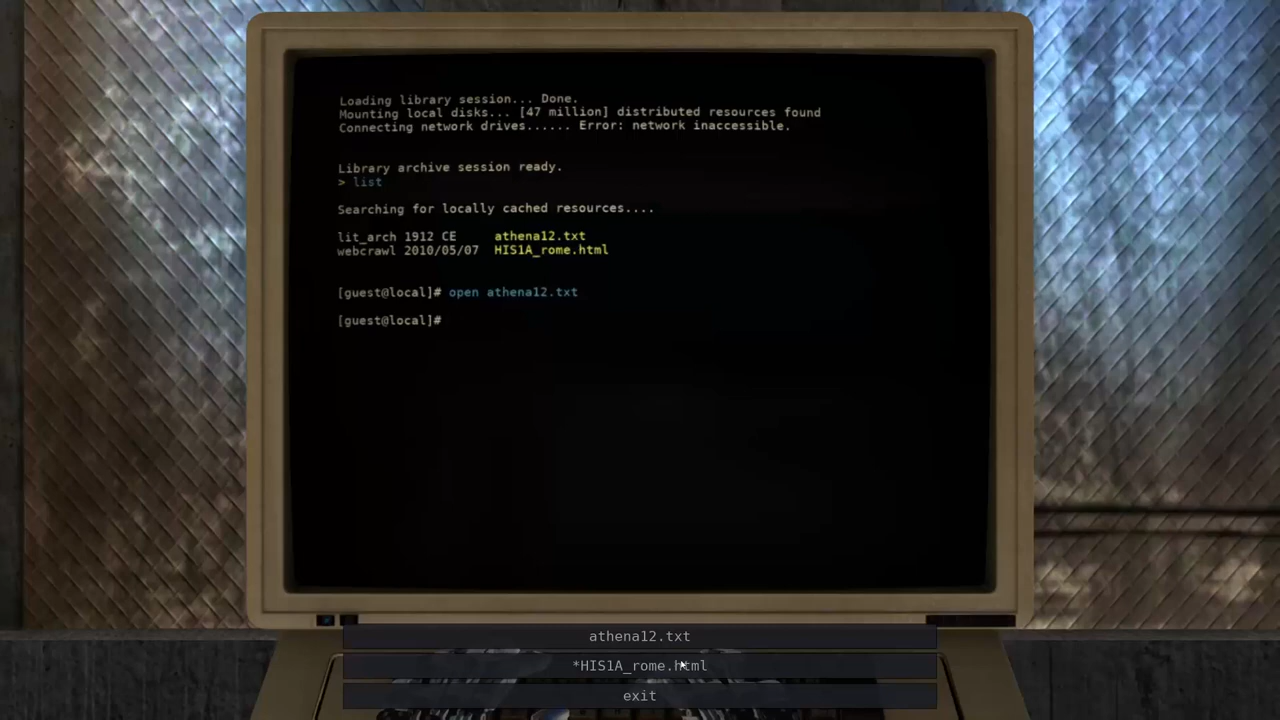 Loading library session... Done.
Mounting local disks... [47 million] distributed resources found
Connecting network drives...... Error: network inaccessible.
Library archive session ready.
> list
Searching for locally cached resources....
lit_arch 1912 CE athena12.txt
webcrawl 2010/05/07 HIS1A_rome.html
[guest@local]# open athena12.txt
[guest@local]#
athena12.txt
*HIS1A_rome.html
exit